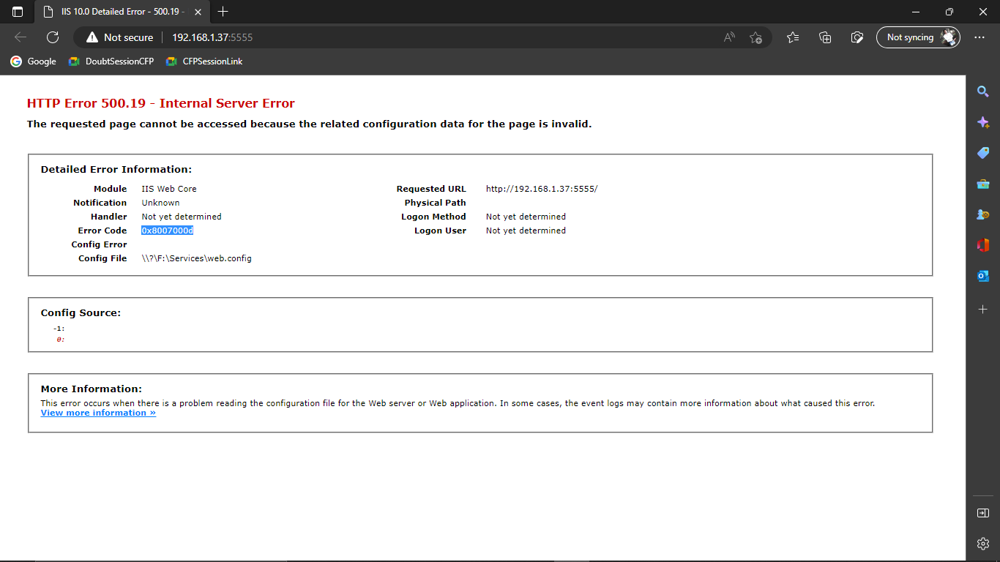 IIS 10.0 Detailed Error - 500.19 -
Not secure
192.168.1.37:5555
Not syncing
Google
DoubtSessionCFP
CFPSessionLink
HTTP Error 500.19 - Internal Server Error
The requested page cannot be accessed because the related configuration data for the page is invalid.
Detailed Error Information:
Module IIS Web Core
Notification Unknown
Handler Not yet determined
Error Code 0x8007000d
Config Error
Config File \\?\F:\Services\web.config
Requested URL http://192.168.1.37:5555/
Physical Path
Logon Method Not yet determined
Logon User Not yet determined
Config Source:
-1:
0:
More Information:
This error occurs when there is a problem reading the configuration file for the Web server or Web application. In some cases, the event logs may contain more information about what caused this error.
View more information »